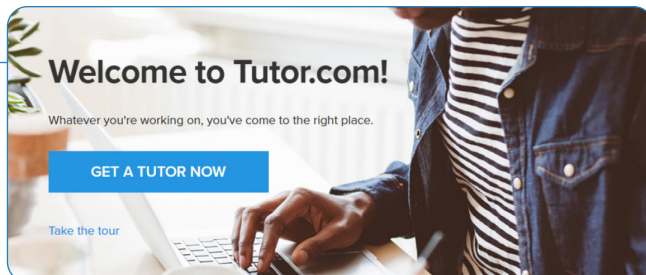 Welcome to Tutor.com!
Whatever you're working on, you've come to the right place.
GET A TUTOR NOW
Take the tour